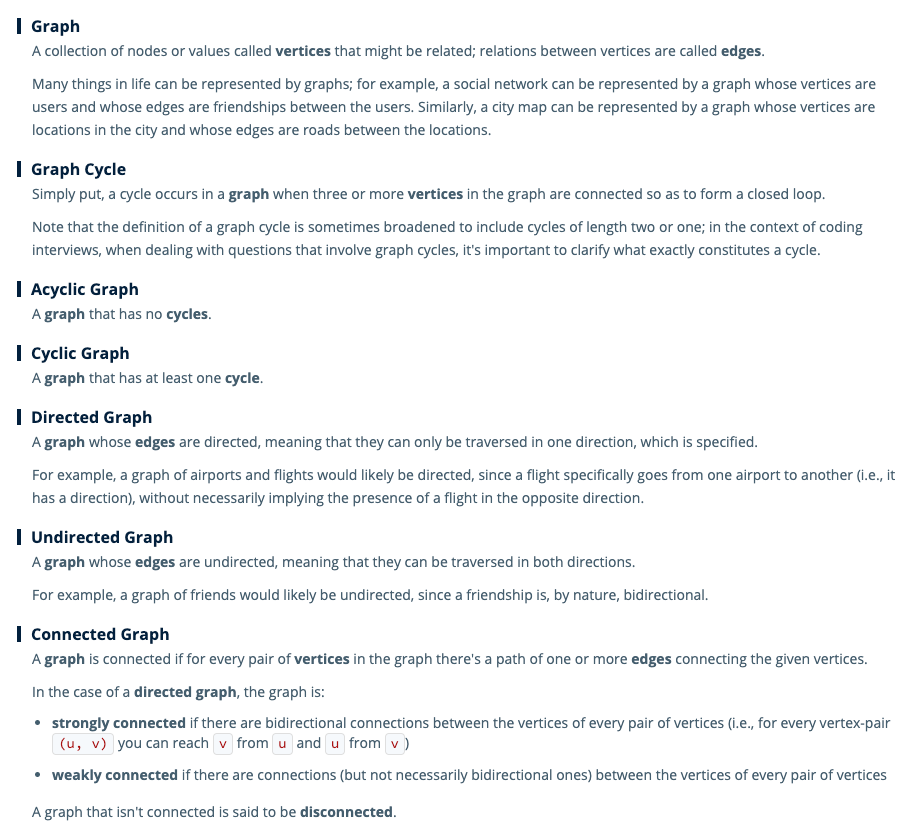 Graph
A collection of nodes or values called vertices that might be related; relations between vertices are called edges.
Many things in life can be represented by graphs; for example, a social network can be represented by a graph whose vertices are
users and whose edges are friendships between the users. Similarly, a city map can be represented by a graph whose vertices are
locations in the city and whose edges are roads between the locations.
Graph Cycle
Simply put, a cycle occurs in a graph when three or more vertices in the graph are connected so as to form a closed loop.
Note that the definition of a graph cycle is sometimes broadened to include cycles of length two or one; in the context of coding
interviews, when dealing with questions that involve graph cycles, it's important to clarify what exactly constitutes a cycle.
Acyclic Graph
A graph that has no cycles.
Cyclic Graph
A graph that has at least one cycle.
Directed Graph
A graph whose edges are directed, meaning that they can only be traversed in one direction, which is specified.
For example, a graph of airports and flights would likely be directed, since a flight specifically goes from one airport to another (i.e., it
has a direction), without necessarily implying the presence of a flight in the opposite direction.
Undirected Graph
A graph whose edges are undirected, meaning that they can be traversed in both directions.
For example, a graph of friends would likely be undirected, since a friendship is, by nature, bidirectional.
Connected Graph
A graph is connected if for every pair of vertices in the graph there's a path of one or more edges connecting the given vertices.
In the case of a directed graph, the graph is:
• strongly connected if there are bidirectional connections between the vertices of every pair of vertices (i.e., for every vertex-pair
(u, v) you can reach v from u and u from v)
• weakly connected if there are connections (but not necessarily bidirectional ones) between the vertices of every pair of vertices
A graph that isn't connected is said to be disconnected.